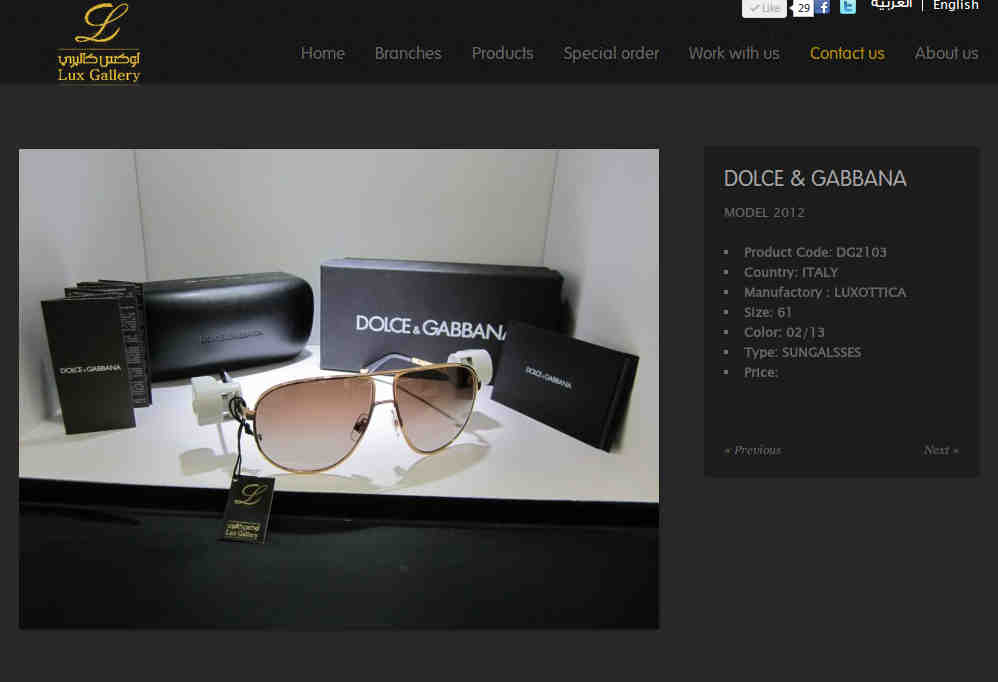 Like
29
العربية | English
لوكس كاليري
Lux Gallery
Home Branches Products Special order Work with us Contact us About us
DOLCE & GABBANA
MODEL 2012
Product Code: DG2103
Country: ITALY
Manufactory : LUXOTTICA
Size: 61
Color: 02/13
Type: SUNGALSSES
Price:
« Previous Next »
DOLCE & GABBANA
DOLCE & GABBANA
DOLCE & GABBANA
DOLCE & GABBANA
لوكس كاليري
Lux Gallery